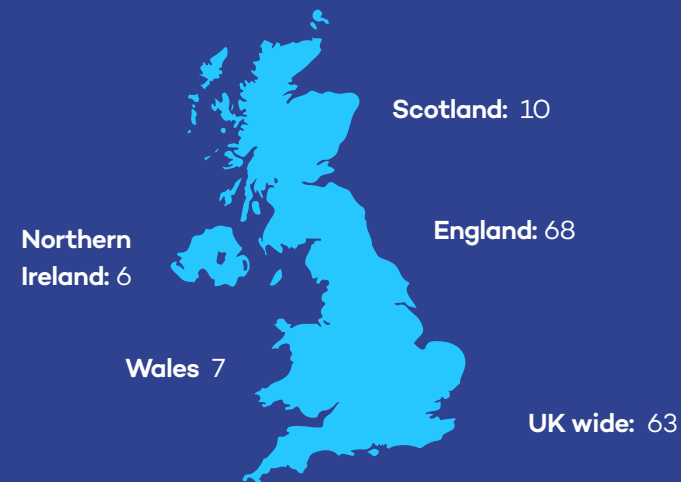 Scotland: 10
England: 68
Northern
Ireland: 6
Wales 7
UK wide: 63